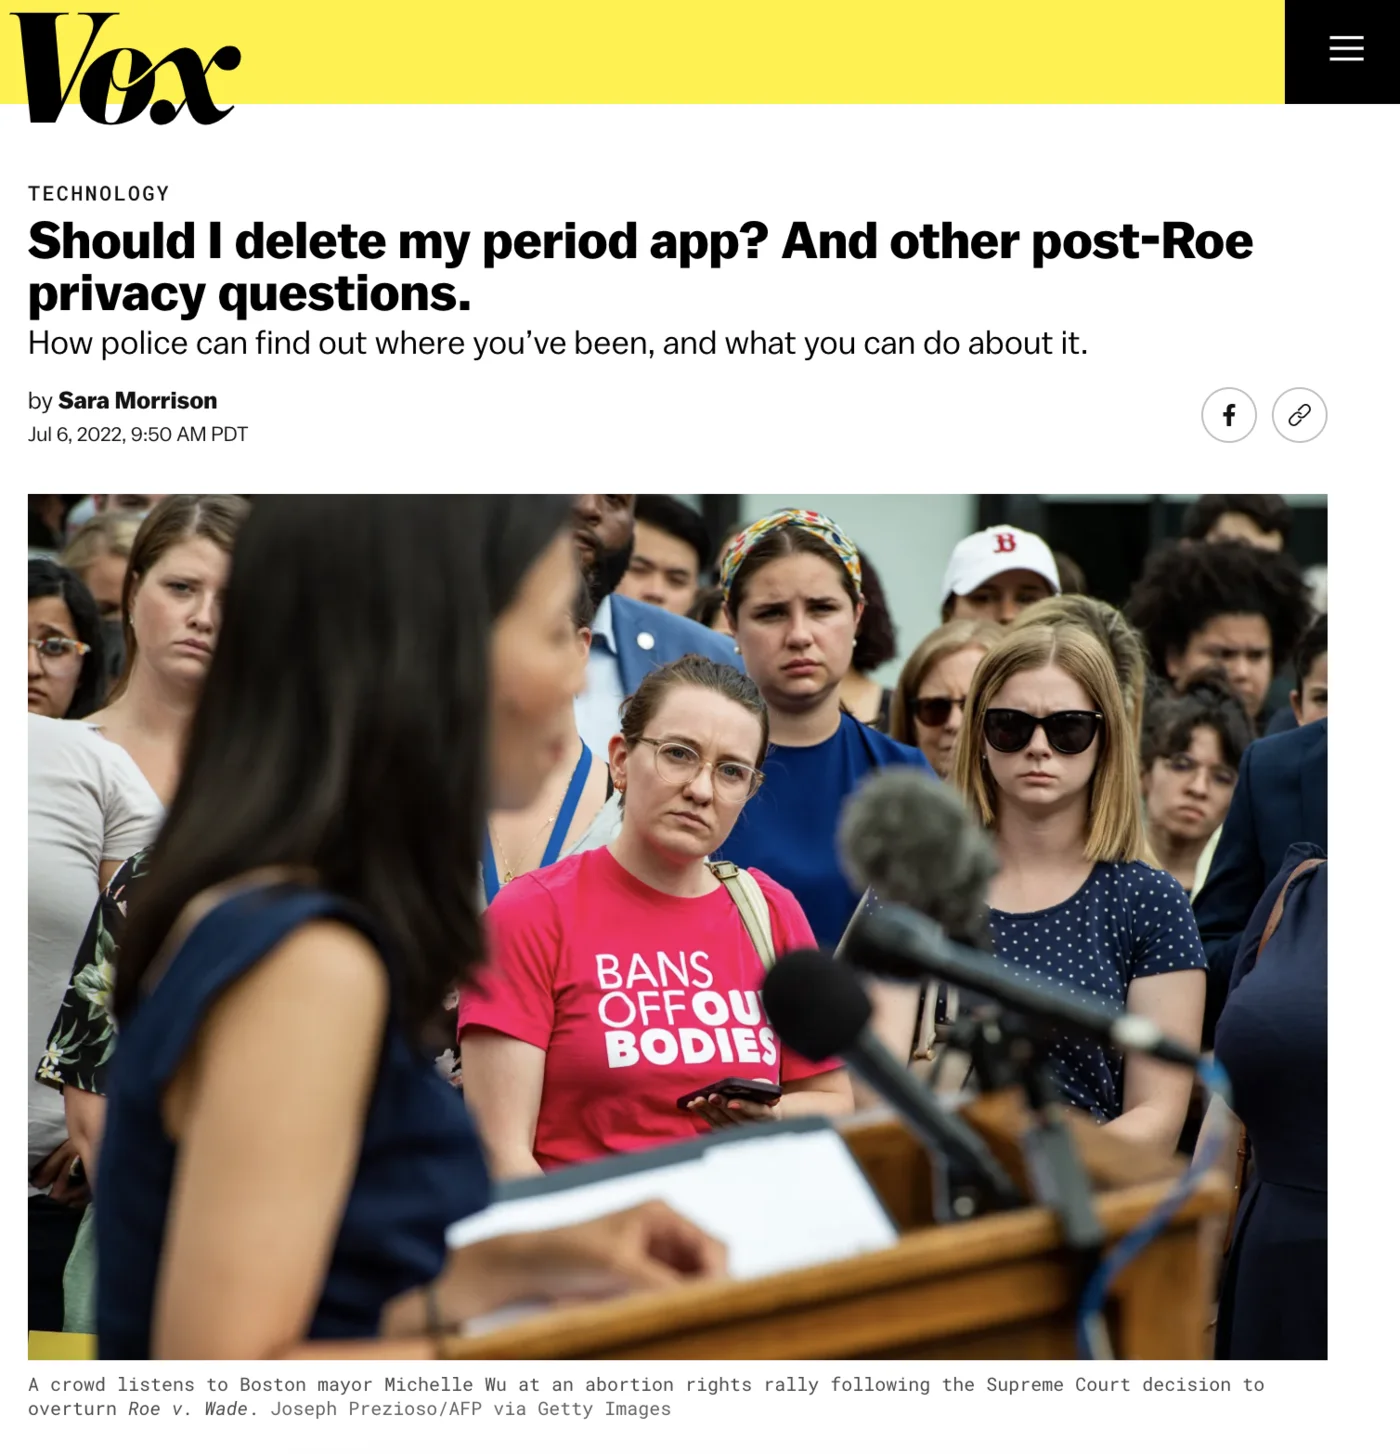 Vox
TECHNOLOGY
Should I delete my period app? And other post-Roe
privacy questions.
How police can find out where you’ve been, and what you can do about it.
by Sara Morrison
Jul 6, 2022, 9:50 AM PDT
B
BANS
OFF OU
BODIES
A crowd listens to Boston mayor Michelle Wu at an abortion rights rally following the Supreme Court decision to
overturn Roe v. Wade. Joseph Prezioso/AFP via Getty Images